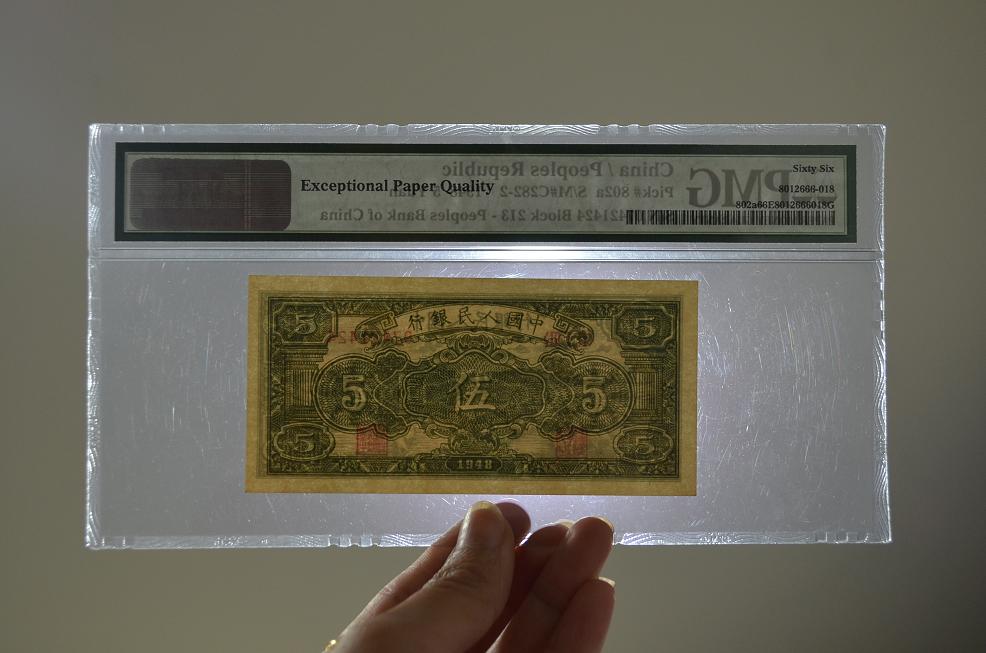 Exceptional Paper Quality
Sixty Six
8012666-018
802a66E8012666018G
PMG
China / Peoples Republic
Pick# 802a S/M#C282-2
421424 Block 213 - Peoples Bank of China
行銀民人國中
5 5
5 伍 5
5 5
1948